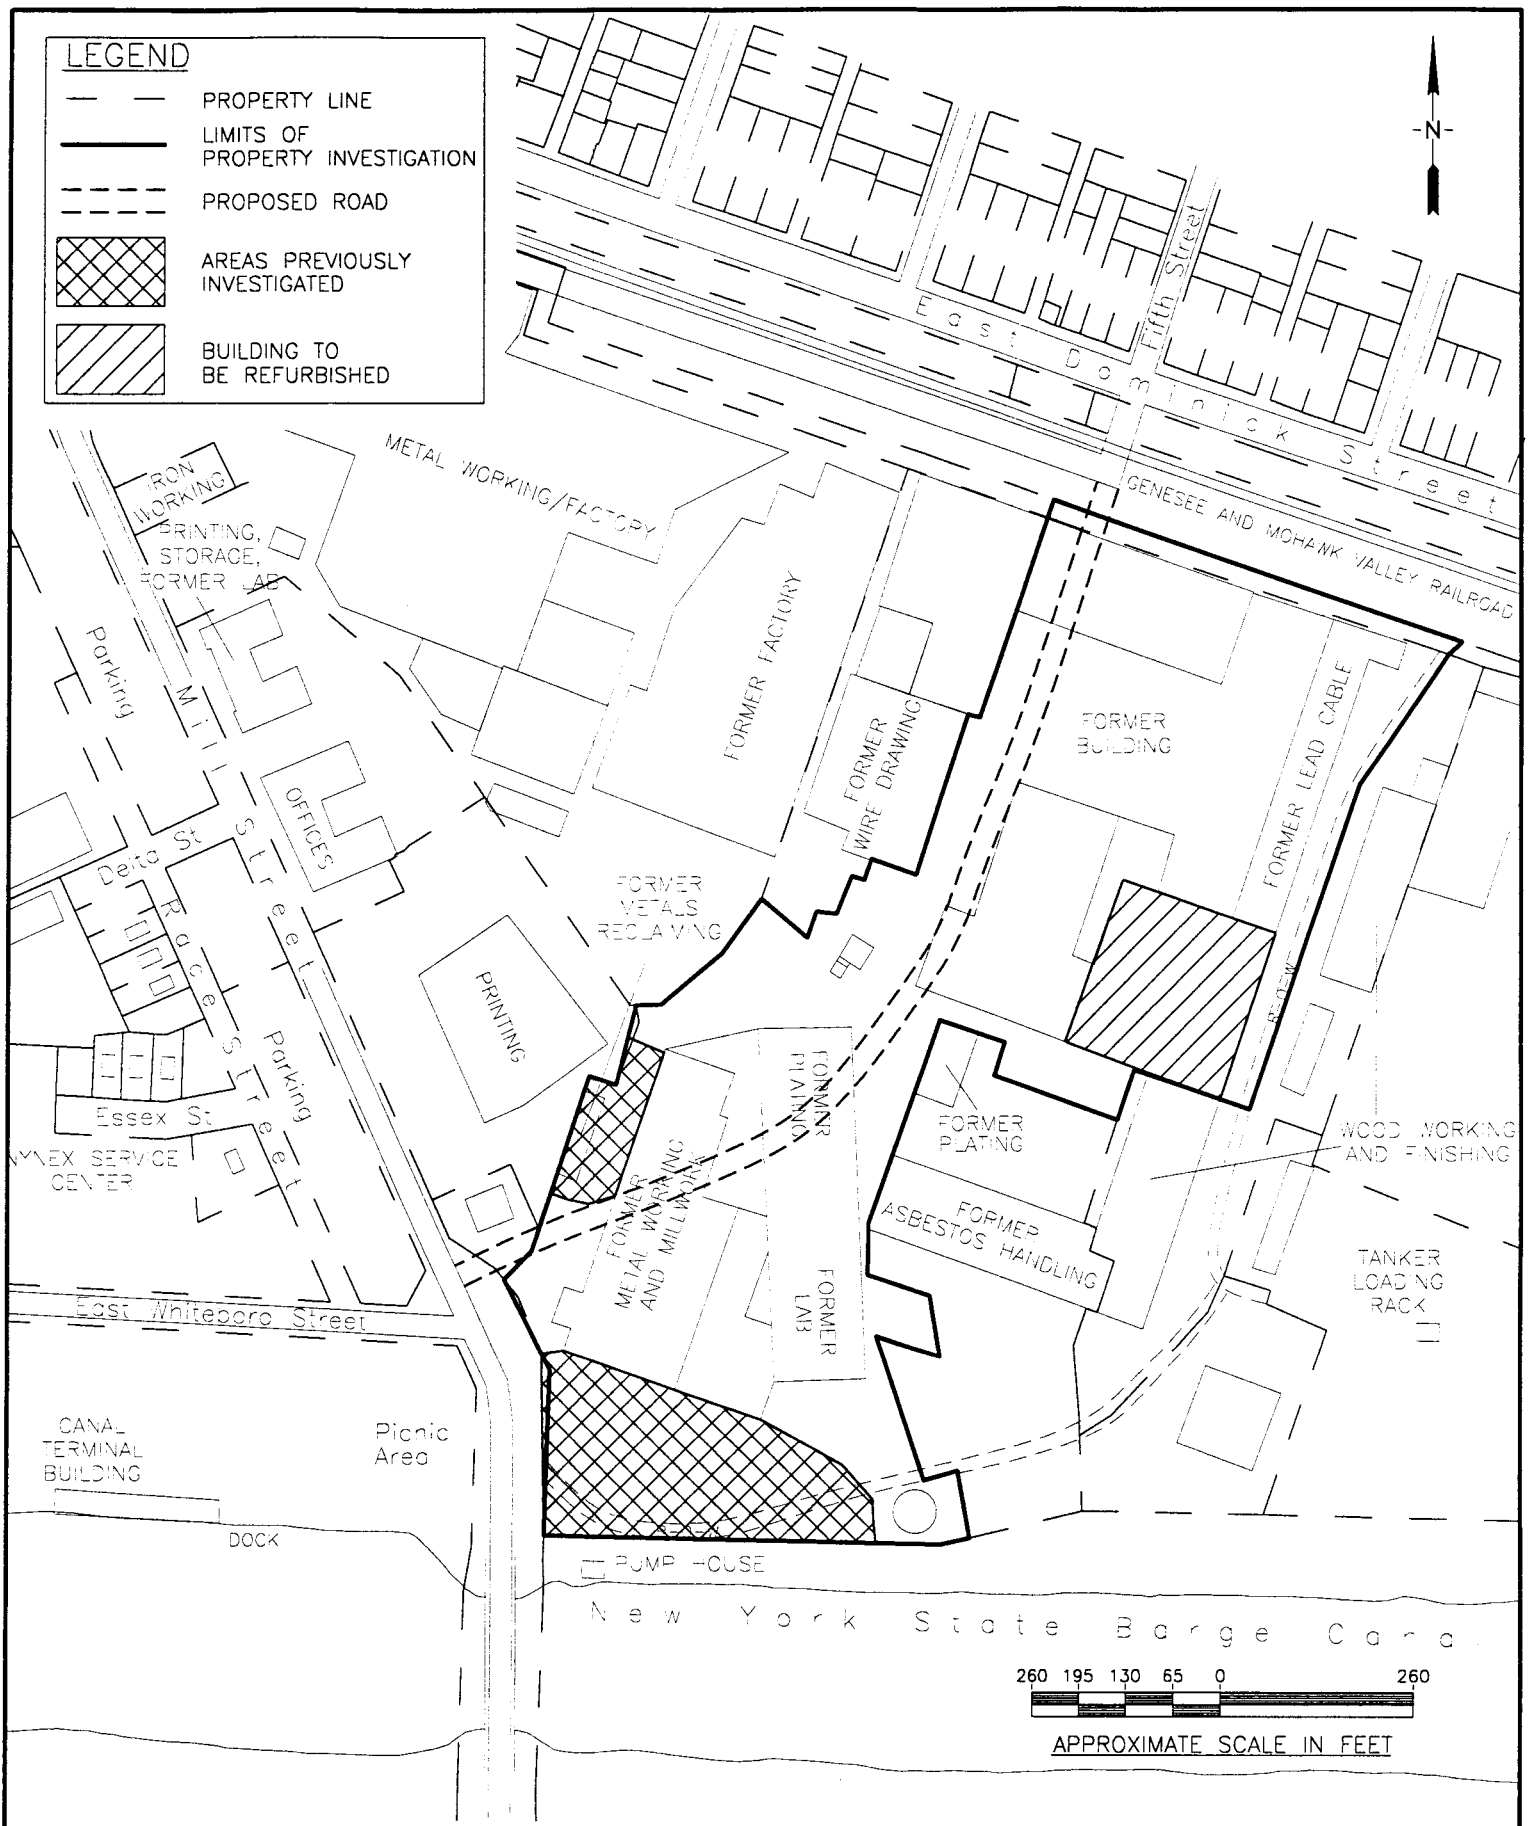 LEGEND
PROPERTY LINE
LIMITS OF
PROPERTY INVESTIGATION
PROPOSED ROAD
AREAS PREVIOUSLY
INVESTIGATED
BUILDING TO
BE REFURBISHED
-N-
Fifth Street
East Dominick Street
GENESEE AND MOHAWK VALLEY RAILROAD
METAL WORKING/FACTORY
IRON
WORKING
PRINTING,
STORAGE,
FORMER LAB
Parking
Mill Street
FORMER FACTORY
FORMER
WIRE DRAWING
FORMER
BUILDING
FORMER LEAD CABLE
OFFICES
Delta St
Race Street
FORMER
METALS
RECLAIMING
PRINTING
R-O-W
Parking
Essex St
NYNEX SERVICE
CENTER
FORMER
PLATING
FORMER
PLATING
WOOD WORKING
AND FINISHING
FORMER
METAL WORKING
AND MILLWORK
FORMER
ASBESTOS HANDLING
FORMER
LAB
TANKER
LOADING
RACK
East Whitesboro Street
CANAL
TERMINAL
BUILDING
Picnic
Area
DOCK
PUMP HOUSE
New York State Barge Canal
260 195 130 65 0 260
APPROXIMATE SCALE IN FEET